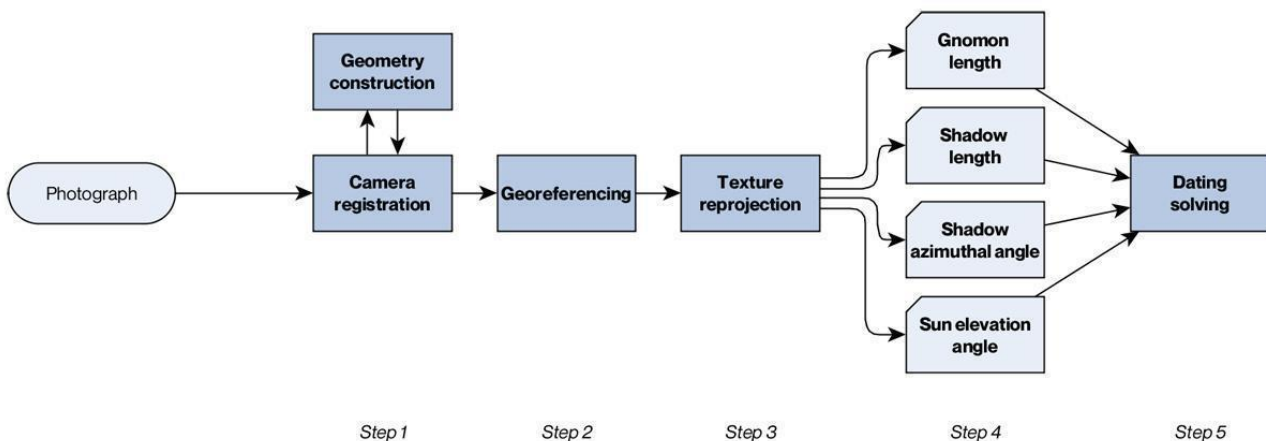 Geometry
construction
Photograph
Camera
registration
Georeferencing
Texture
reprojection
Gnomon
length
Shadow
length
Shadow
azimuthal angle
Sun elevation
angle
Dating
solving
Step 1
Step 2
Step 3
Step 4
Step 5